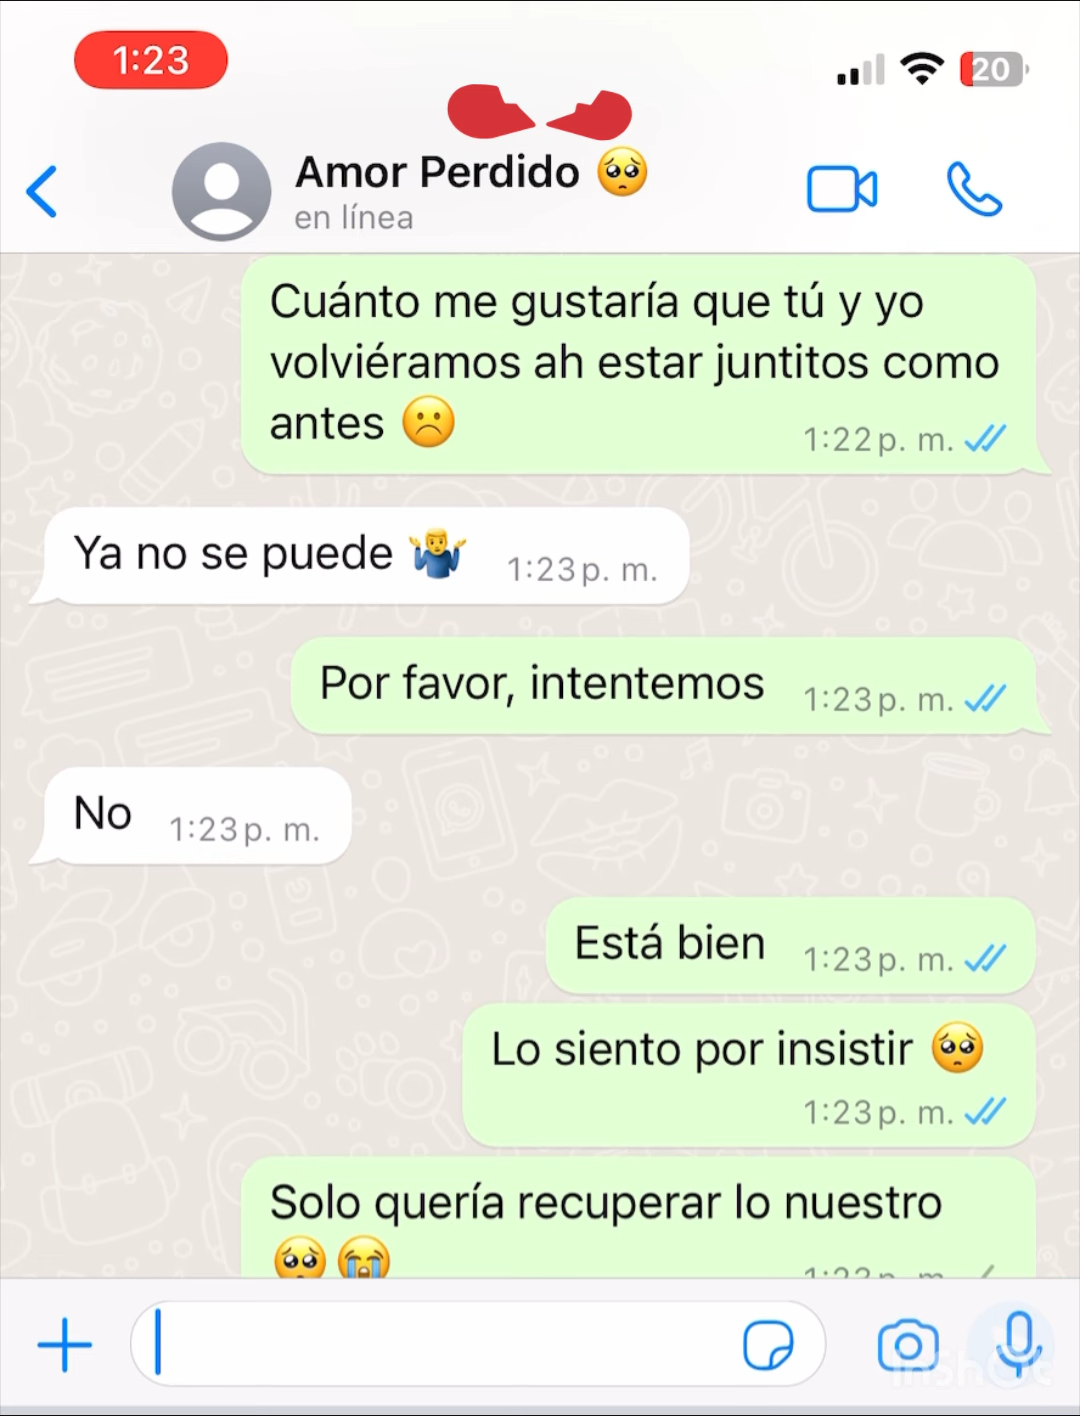 1:23
20
Amor Perdido 🥺
en línea
Cuánto me gustaría que tú y yo
volviéramos ah estar juntitos como
antes ☹️
1:22 p. m.
Ya no se puede 🤷‍♂️ 1:23 p. m.
Por favor, intentemos 1:23 p. m.
No 1:23 p. m.
Está bien 1:23 p. m.
Lo siento por insistir 🥺
1:23 p. m.
Solo quería recuperar lo nuestro
🥺😭
1:23 p. m.
InShOt